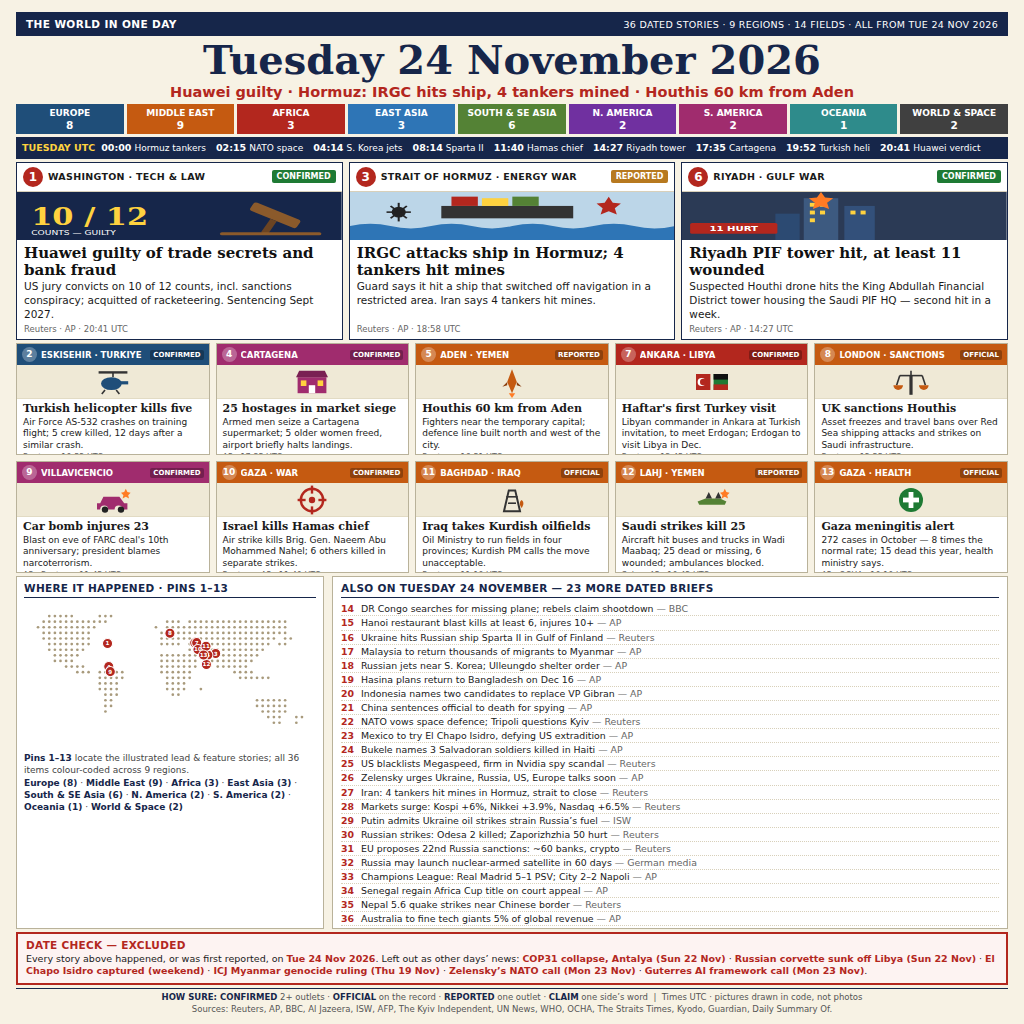 THE WORLD IN ONE DAY
36 DATED STORIES · 9 REGIONS · 14 FIELDS · ALL FROM TUE 24 NOV 2026
Tuesday 24 November 2026
Huawei guilty · Hormuz: IRGC hits ship, 4 tankers mined · Houthis 60 km from Aden
EUROPE
8
MIDDLE EAST
9
AFRICA
3
EAST ASIA
3
SOUTH & SE ASIA
6
N. AMERICA
2
S. AMERICA
2
OCEANIA
1
WORLD & SPACE
2
TUESDAY UTC 00:00 Hormuz tankers 02:15 NATO space 04:14 S. Korea jets 08:14 Sparta II 11:40 Hamas chief 14:27 Riyadh tower 17:35 Cartagena 19:52 Turkish heli 20:41 Huawei verdict
1 WASHINGTON · TECH & LAW CONFIRMED
10 / 12
COUNTS — GUILTY
Huawei guilty of trade secrets and
bank fraud
US jury convicts on 10 of 12 counts, incl. sanctions
conspiracy; acquitted of racketeering. Sentencing Sept
2027.
Reuters · AP · 20:41 UTC
3 STRAIT OF HORMUZ · ENERGY WAR REPORTED
IRGC attacks ship in Hormuz; 4
tankers hit mines
Guard says it hit a ship that switched off navigation in a
restricted area. Iran says 4 tankers hit mines.
Reuters · AP · 18:58 UTC
6 RIYADH · GULF WAR CONFIRMED
11 HURT
Riyadh PIF tower hit, at least 11
wounded
Suspected Houthi drone hits the King Abdullah Financial
District tower housing the Saudi PIF HQ — second hit in a
week.
Reuters · AP · 14:27 UTC
2 ESKISEHIR · TURKIYE CONFIRMED
Turkish helicopter kills five
Air Force AS-532 crashes on training
flight; 5 crew killed, 12 days after a
similar crash.
4 CARTAGENA CONFIRMED
25 hostages in market siege
Armed men seize a Cartagena
supermarket; 5 older women freed,
airport briefly halts landings.
5 ADEN · YEMEN REPORTED
Houthis 60 km from Aden
Fighters near the temporary capital;
defence line built north and west of the
city.
7 ANKARA · LIBYA CONFIRMED
Haftar's first Turkey visit
Libyan commander in Ankara at Turkish
invitation, to meet Erdogan; Erdogan to
visit Libya in Dec.
8 LONDON · SANCTIONS OFFICIAL
UK sanctions Houthis
Asset freezes and travel bans over Red
Sea shipping attacks and strikes on
Saudi infrastructure.
9 VILLAVICENCIO CONFIRMED
Car bomb injures 23
Blast on eve of FARC deal's 10th
anniversary; president blames
narcoterrorism.
10 GAZA · WAR CONFIRMED
Israel kills Hamas chief
Air strike kills Brig. Gen. Naeem Abu
Mohammed Nahel; 6 others killed in
separate strikes.
11 BAGHDAD · IRAQ OFFICIAL
Iraq takes Kurdish oilfields
Oil Ministry to run fields in four
provinces; Kurdish PM calls the move
unacceptable.
12 LAHJ · YEMEN REPORTED
Saudi strikes kill 25
Aircraft hit buses and trucks in Wadi
Maabaq; 25 dead or missing, 6
wounded; ambulances blocked.
13 GAZA · HEALTH OFFICIAL
Gaza meningitis alert
272 cases in October — 8 times the
normal rate; 15 dead this year, health
ministry says.
WHERE IT HAPPENED · PINS 1–13
Pins 1–13 locate the illustrated lead & feature stories; all 36
items colour-coded across 9 regions.
Europe (8) · Middle East (9) · Africa (3) · East Asia (3) ·
South & SE Asia (6) · N. America (2) · S. America (2) ·
Oceania (1) · World & Space (2)
ALSO ON TUESDAY 24 NOVEMBER — 23 MORE DATED BRIEFS
14 DR Congo searches for missing plane; rebels claim shootdown — BBC
15 Hanoi restaurant blast kills at least 6, injures 10+ — AP
16 Ukraine hits Russian ship Sparta II in Gulf of Finland — Reuters
17 Malaysia to return thousands of migrants to Myanmar — AP
18 Russian jets near S. Korea; Ulleungdo shelter order — AP
19 Hasina plans return to Bangladesh on Dec 16 — AP
20 Indonesia names two candidates to replace VP Gibran — AP
21 China sentences official to death for spying — AP
22 NATO vows space defence; Tripoli questions Kyiv — Reuters
23 Mexico to try El Chapo Isidro, defying US extradition — AP
24 Bukele names 3 Salvadoran soldiers killed in Haiti — AP
25 US blacklists Megaspeed, firm in Nvidia spy scandal — Reuters
26 Zelensky urges Ukraine, Russia, US, Europe talks soon — AP
27 Iran: 4 tankers hit mines in Hormuz, strait to close — Reuters
28 Markets surge: Kospi +6%, Nikkei +3.9%, Nasdaq +6.5% — Reuters
29 Putin admits Ukraine oil strikes strain Russia’s fuel — ISW
30 Russian strikes: Odesa 2 killed; Zaporizhzhia 50 hurt — Reuters
31 EU proposes 22nd Russia sanctions: ~60 banks, crypto — Reuters
32 Russia may launch nuclear-armed satellite in 60 days — German media
33 Champions League: Real Madrid 5–1 PSV; City 2–2 Napoli — AP
34 Senegal regain Africa Cup title on court appeal — AP
35 Nepal 5.6 quake strikes near Chinese border — Reuters
36 Australia to fine tech giants 5% of global revenue — AP
DATE CHECK — EXCLUDED
Every story above happened, or was first reported, on Tue 24 Nov 2026. Left out as other days’ news: COP31 collapse, Antalya (Sun 22 Nov) · Russian corvette sunk off Libya (Sun 22 Nov) · El
Chapo Isidro captured (weekend) · ICJ Myanmar genocide ruling (Thu 19 Nov) · Zelensky’s NATO call (Mon 23 Nov) · Guterres AI framework call (Mon 23 Nov).
HOW SURE: CONFIRMED 2+ outlets · OFFICIAL on the record · REPORTED one outlet · CLAIM one side’s word | Times UTC · pictures drawn in code, not photos
Sources: Reuters, AP, BBC, Al Jazeera, ISW, AFP, The Kyiv Independent, UN News, WHO, OCHA, The Straits Times, Kyodo, Guardian, Daily Summary Of.